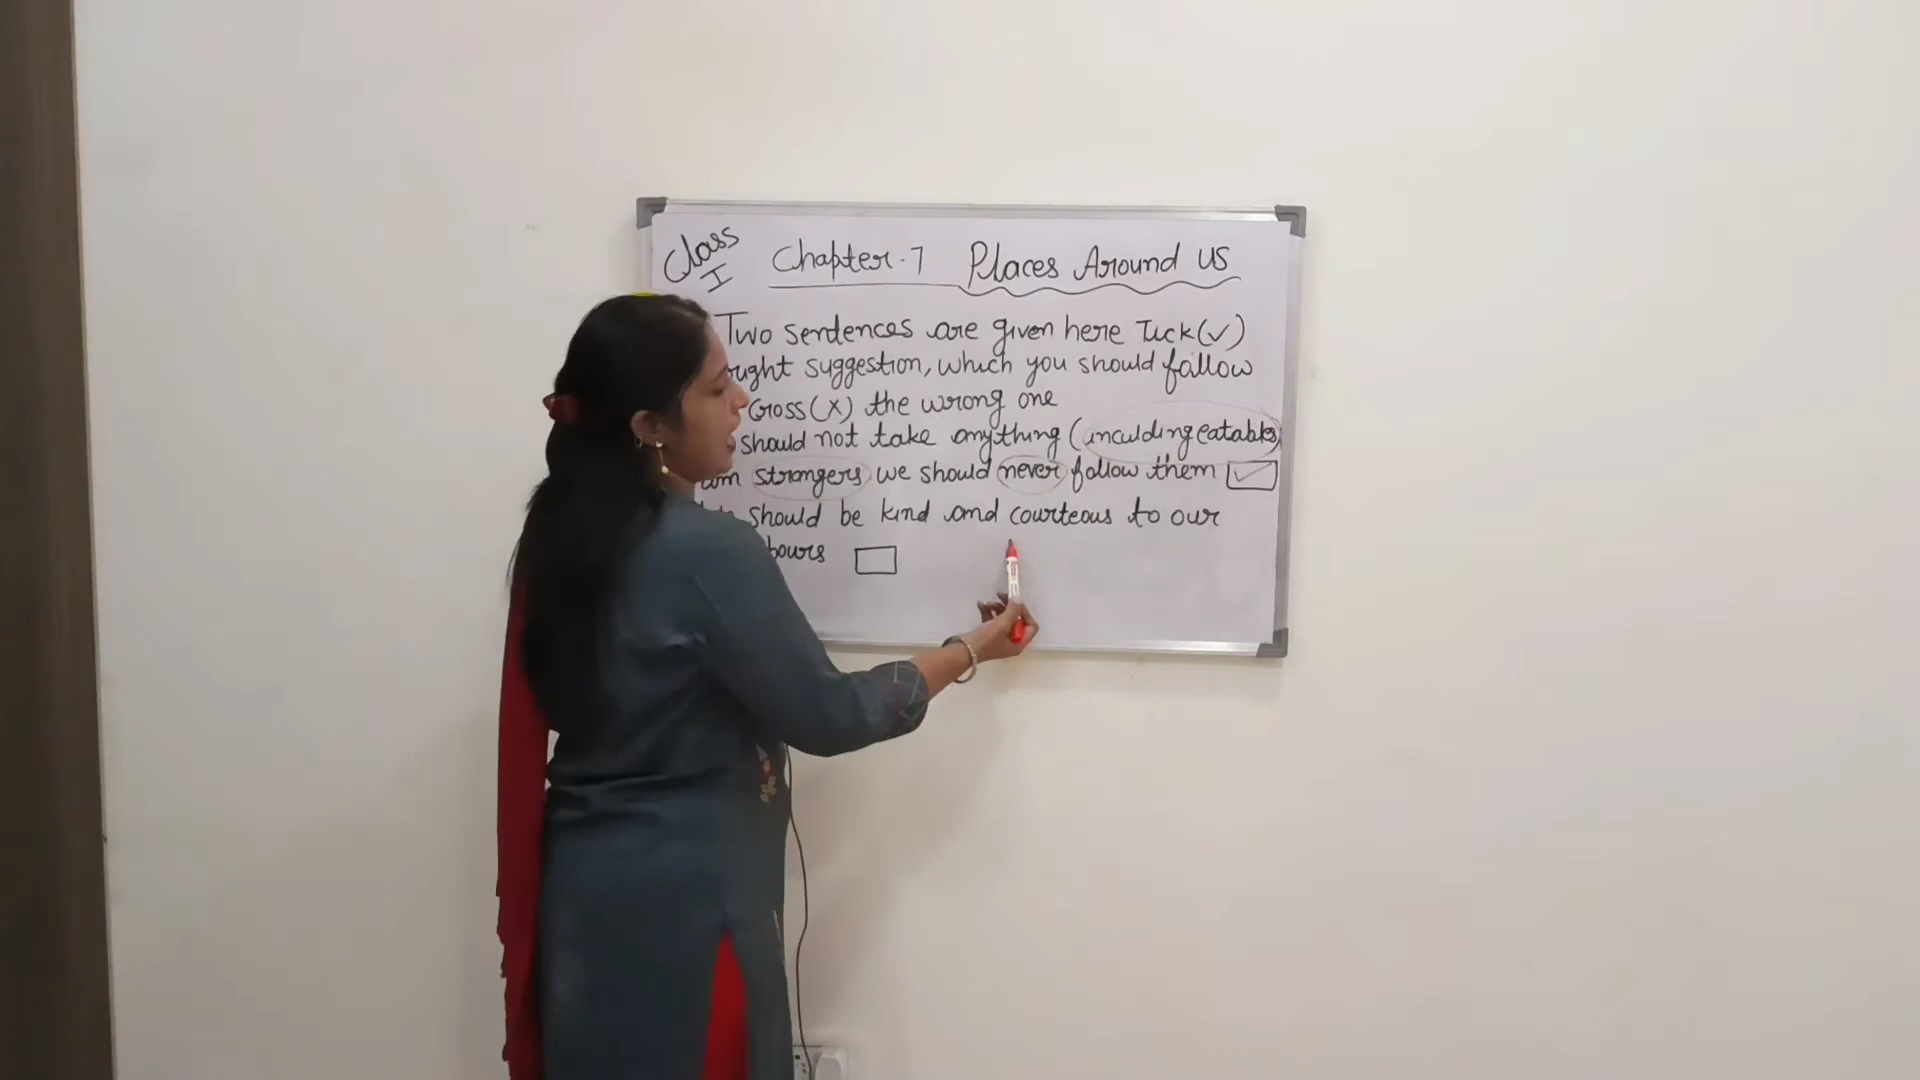 Class I
Chapter-7 Places Around us
Two sentences are given here Tick(✓)
suggestion, which you should fallow
Cross(X) the wrong one
should not take anything (inculding eatables)
strangers we should never follow them ✓
should be kind and courteous to our
bours